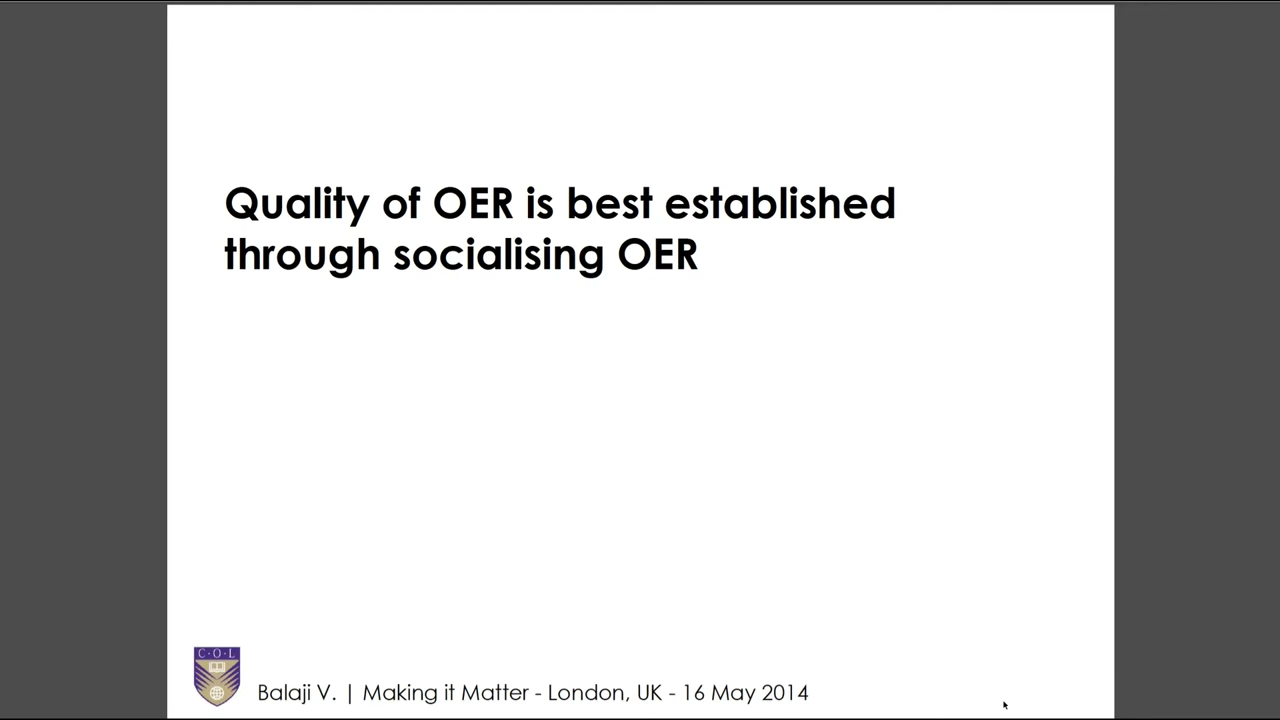 Quality of OER is best established
through socialising OER
C·O·L
Balaji V. | Making it Matter - London, UK - 16 May 2014